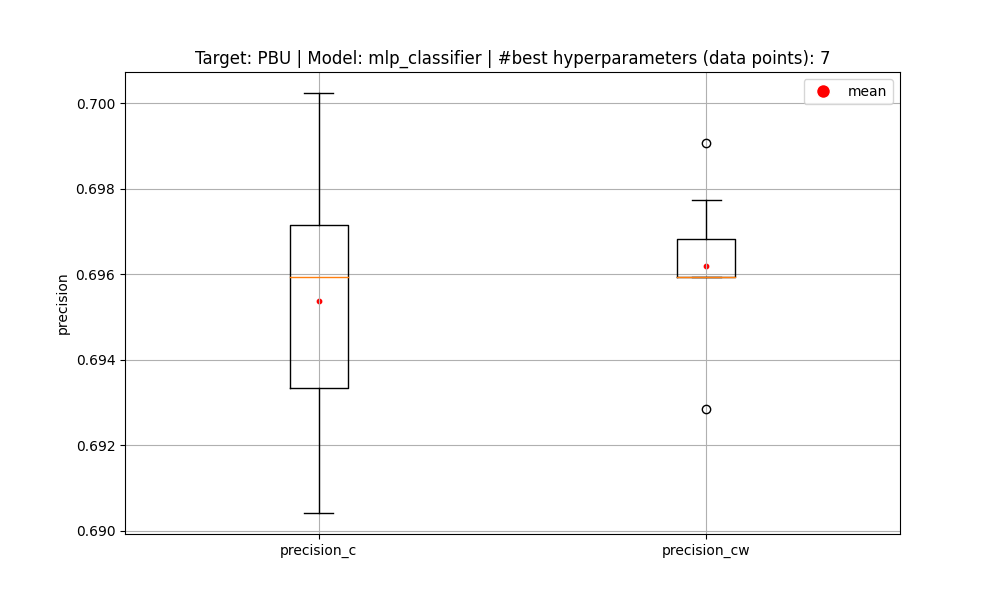 Target: PBU | Model: mlp_classifier | #best hyperparameters (data points): 7
mean
0.700
0.698
0.696
0.694
0.692
0.690
precision
precision_c
precision_cw